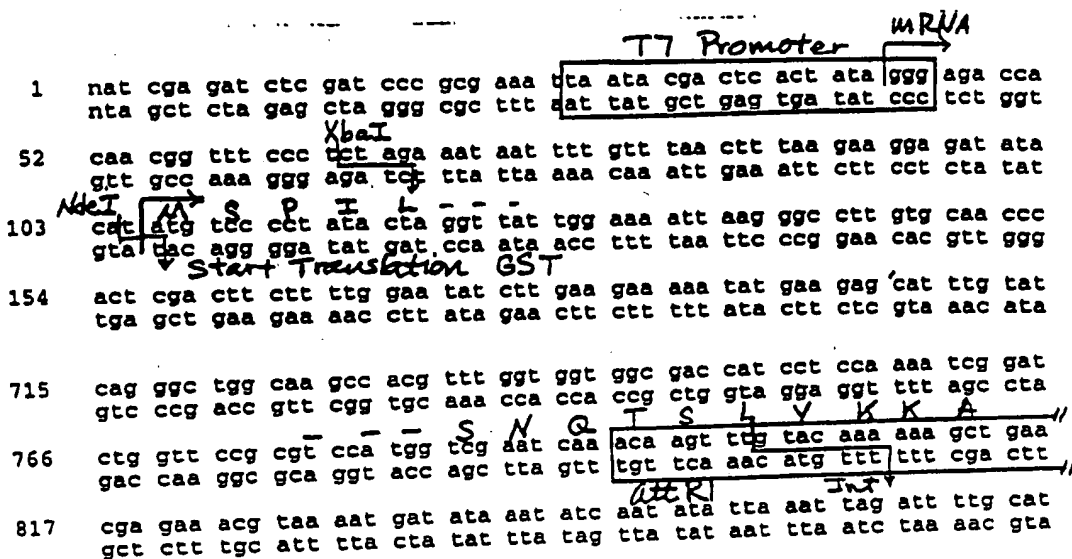 T7 Promoter mRNA
1 nat cga gat ctc gat ccc gcg aaa ttaa ata cga ctc act ata ggg aga cca
nta gct cta gag cta ggg cgc ttt aat tat gct gag tga tat ccc tct ggt
XbaI
52 caa cgg ttt ccc tct aga aat aat ttt gtt taa ctt taa gaa gga gat ata
gtt gcc aaa ggg aga tct tta tta aaa caa att gaa att ctt cct cta tat
NdeI M S P I L - - -
103 cat atg tcc cct ata cta ggt tat tgg aaa att aag ggc ctt gtg caa ccc
gta tac agg gga tat gat cca ata acc ttt taa ttc ccg gaa cac gtt ggg
Start Translation GST
154 act cga ctt ctt ttg gaa tat ctt gaa gaa aaa tat gaa gag cat ttg tat
tga gct gaa gaa aac ctt ata gaa ctt ctt ttt ata ctt ctc gta aac ata
715 cag ggc tgg caa gcc acg ttt ggt ggt ggc gac cat cct cca aaa tcg gat
gtc ccg acc gtt cgg tgc aaa cca cca ccg ctg gta gga ggt ttt agc cta
- - - S N Q T S L Y K K A
766 ctg gtt ccg cgt cca tgg tcg aat caa aca agt ttg tac aaa aaa gct gaa
gac caa ggc gca ggt acc agc tta gtt tgt tca aac atg ttt ttt cga ctt
att R1 Int
817 cga gaa acg taa aat gat ata aat atc aat ata tta aat tag att ttg cat
gct ctt tgc att tta cta tat tta tag tta tat aat tta atc taa aac gta